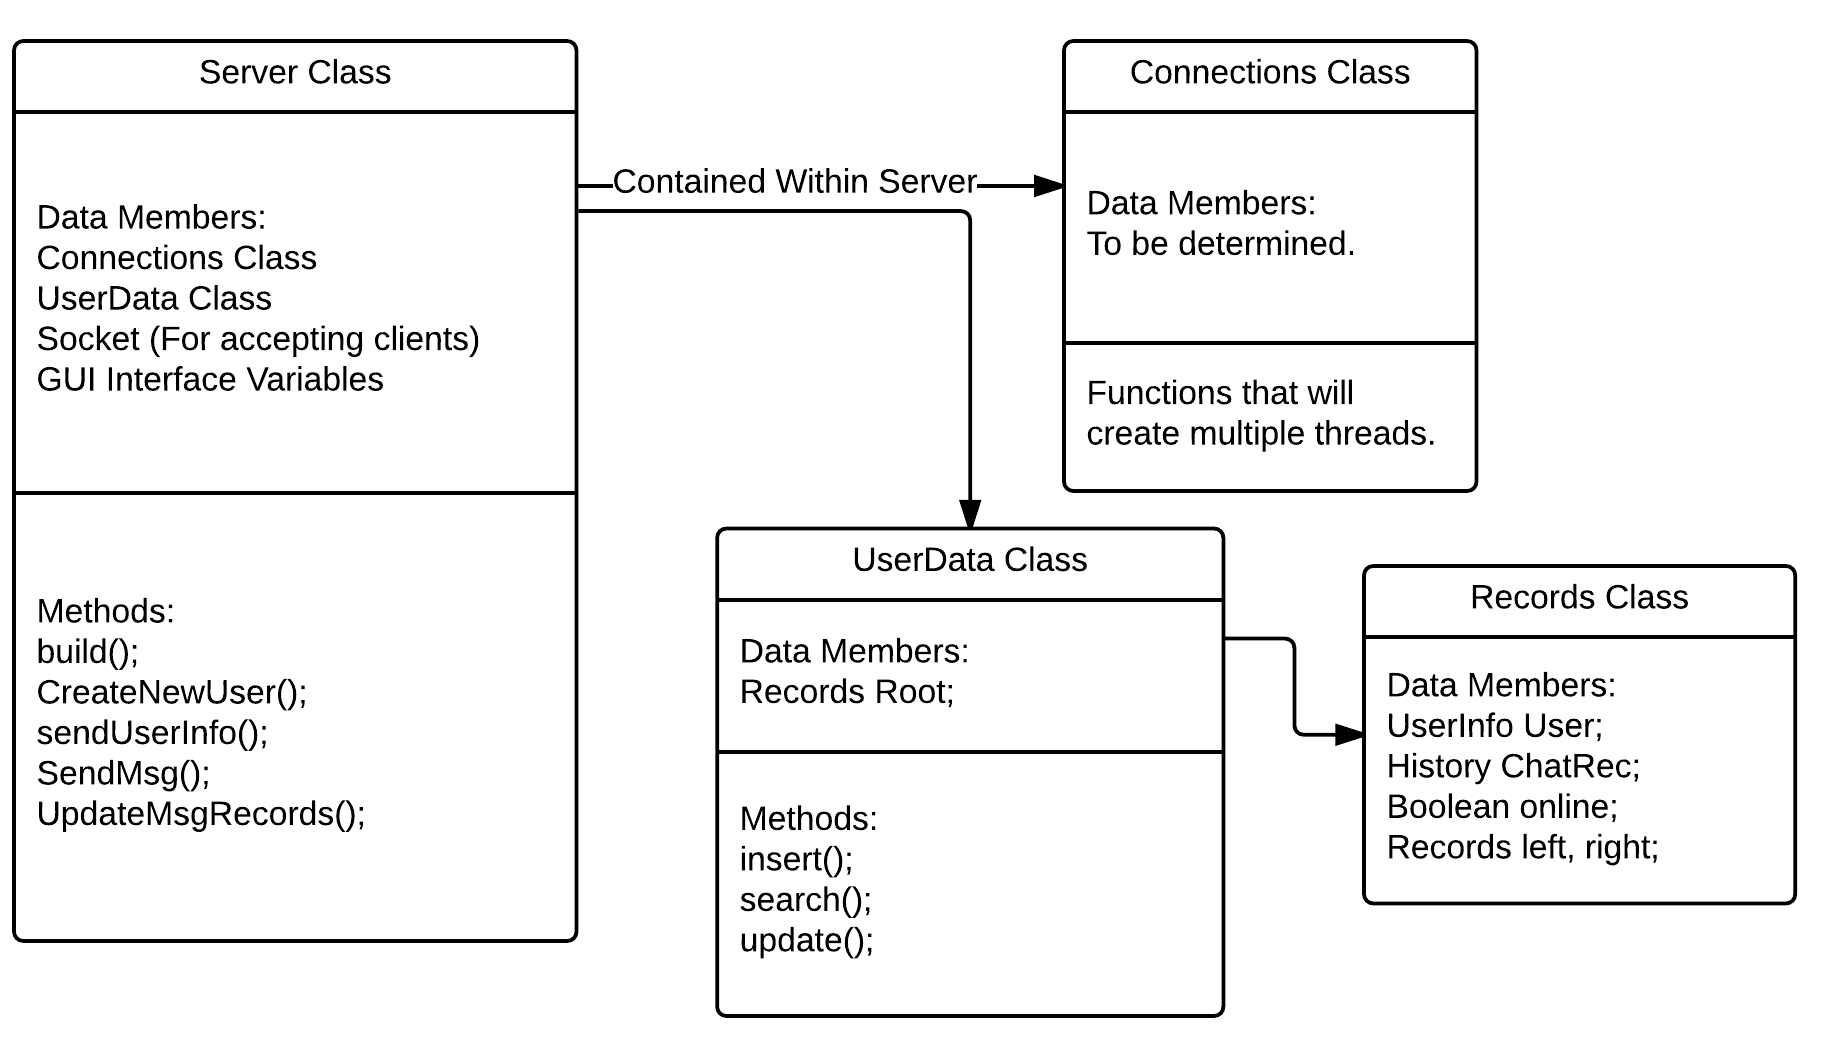 Server Class
Data Members:
Connections Class
UserData Class
Socket (For accepting clients)
GUI Interface Variables
Methods:
build();
CreateNewUser();
sendUserInfo();
SendMsg();
UpdateMsgRecords();
Contained Within Server
Connections Class
Data Members:
To be determined.
Functions that will
create multiple threads.
UserData Class
Data Members:
Records Root;
Methods:
insert();
search();
update();
Records Class
Data Members:
UserInfo User;
History ChatRec;
Boolean online;
Records left, right;